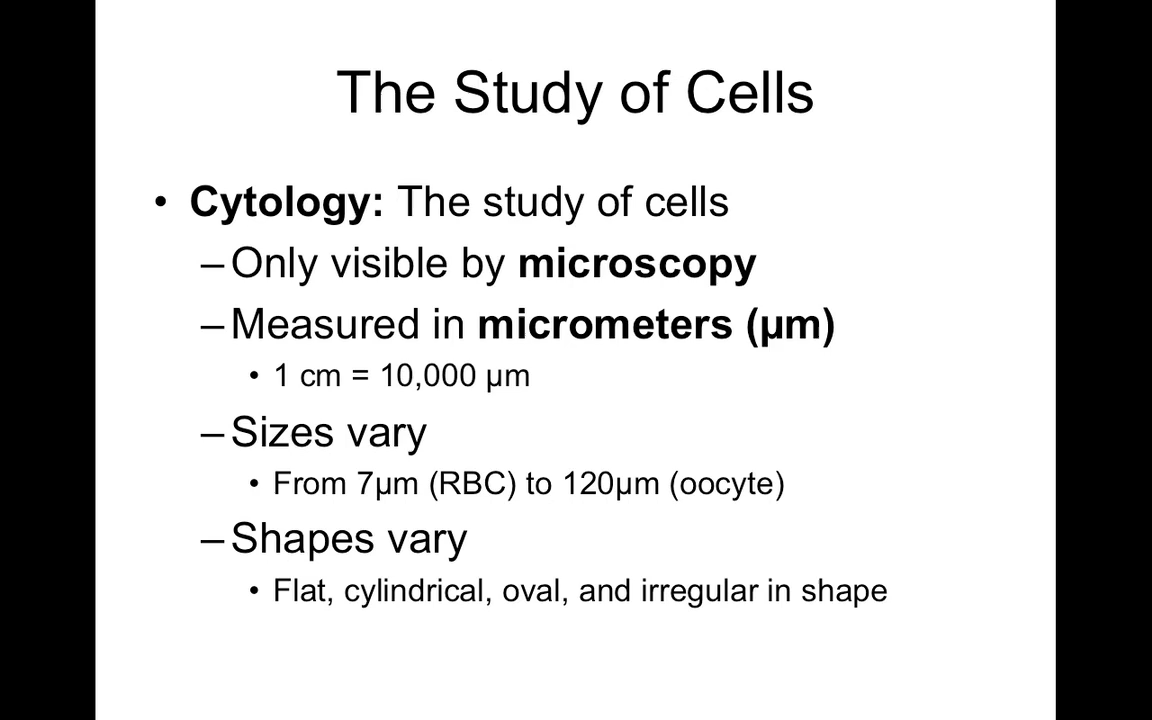 The Study of Cells
• Cytology: The study of cells
–Only visible by microscopy
–Measured in micrometers (µm)
• 1 cm = 10,000 µm
–Sizes vary
• From 7µm (RBC) to 120µm (oocyte)
–Shapes vary
• Flat, cylindrical, oval, and irregular in shape